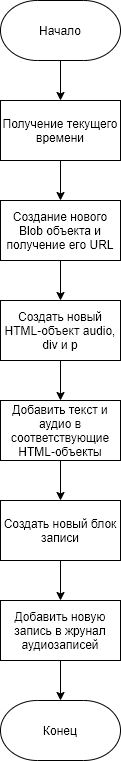 Начало
Получение текущего
времени
Создание нового
Blob объекта и
получение его URL
Создать новый
HTML-объект audio,
div и p
Добавить текст и
аудио в
соответствующие
HTML-объекты
Создать новый блок
записи
Добавить новую
запись в жрунал
аудиозаписей
Конец